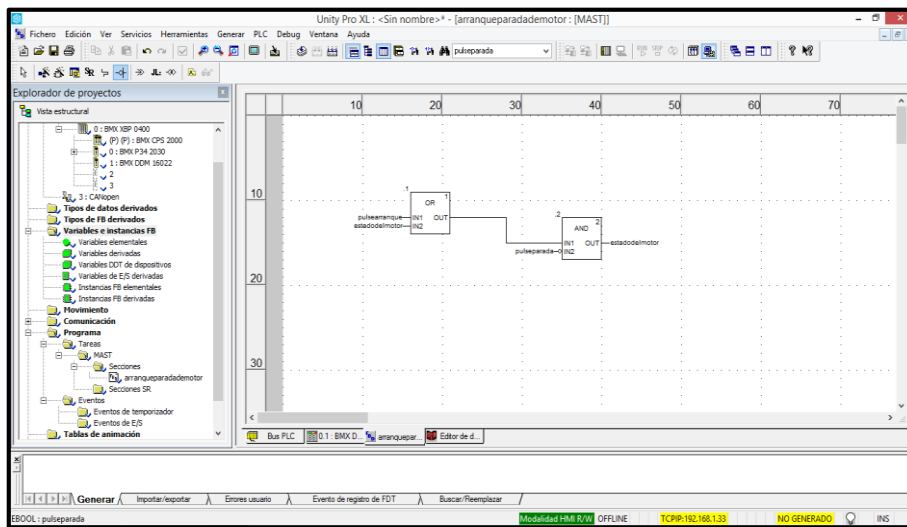 Unity Pro XL : <Sin nombre>* - [arranqueparadademotor : [MAST]]
Fichero Edición Ver Servicios Herramientas Generar PLC Debug Ventana Ayuda
pulseparada
Explorador de proyectos
Vista estructural
0 : BMX XBP 0400
(P) (P) : BMX CPS 2000
0 : BMX P34 2030
1 : BMX DDM 16022
2
3
3 : CANopen
Tipos de datos derivados
Tipos de FB derivados
Variables e instancias FB
Variables elementales
Variables derivadas
Variables DDT de dispositivos
Variables de E/S derivadas
Instancias FB elementales
Instancias FB derivadas
Movimiento
Comunicación
Programa
Tareas
MAST
Secciones
arranqueparadademotor
Secciones SR
Eventos
Eventos de temporizador
Eventos de E/S
Tablas de animación
10 20 30 40 50 60 70
10
20
30
.1 1
OR
pulsearranque IN1 OUT
estadodelmotor IN2
.2 2
AND
IN1 OUT estadodelmotor
pulseparada IN2
Bus PLC 0.1 : BMX D... arranquepar... Editor de d...
Generar Importar/exportar Errores usuario Evento de registro de FDT Buscar/Reemplazar
EBOOL : pulseparada Modalidad HMI R/W OFFLINE TCPIP:192.168.1.33 NO GENERADO INS